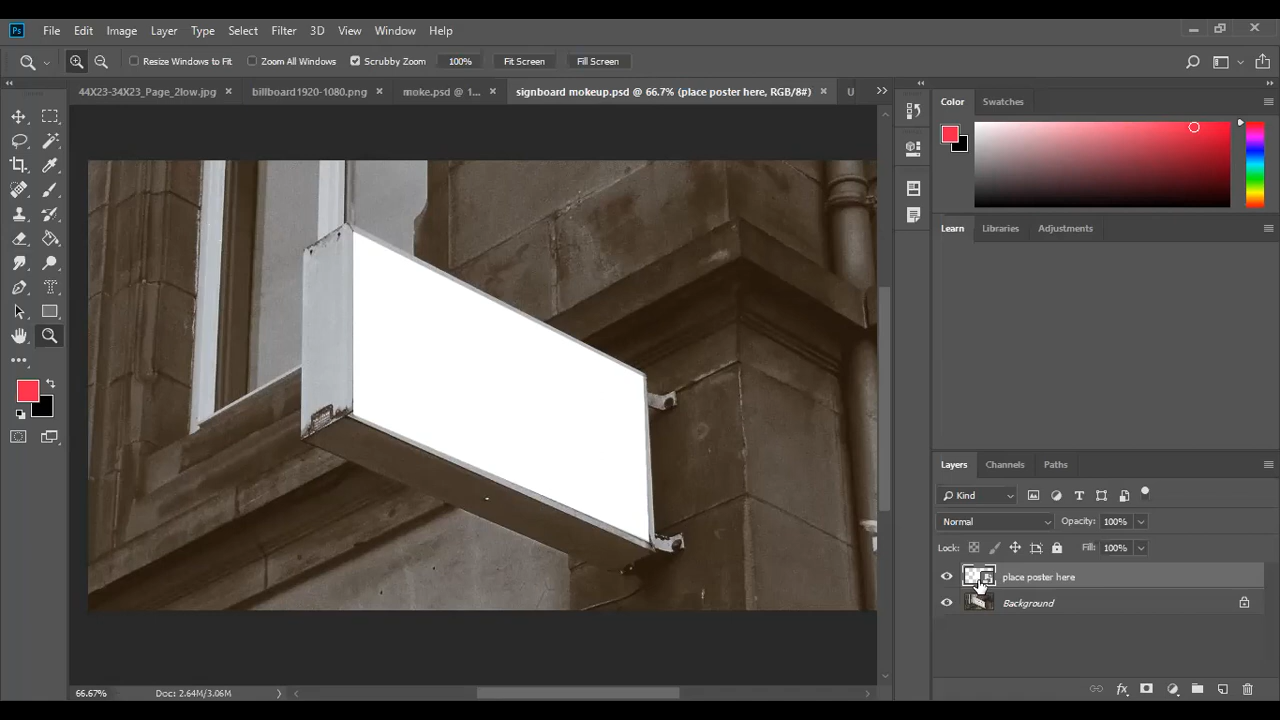 Ps File Edit Image Layer Type Select Filter 3D View Window Help
Resize Windows to Fit Zoom All Windows Scrubby Zoom 100% Fit Screen Fill Screen
44X23-34X23_Page_2low.jpg billboard1920-1080.png moke.psd @ 1... signboard mokeup.psd @ 66.7% (place poster here, RGB/8#) U
Color Swatches
Learn Libraries Adjustments
Layers Channels Paths
Kind
Normal Opacity: 100%
Lock: Fill: 100%
place poster here
Background
66.67% Doc: 2.64M/3.06M